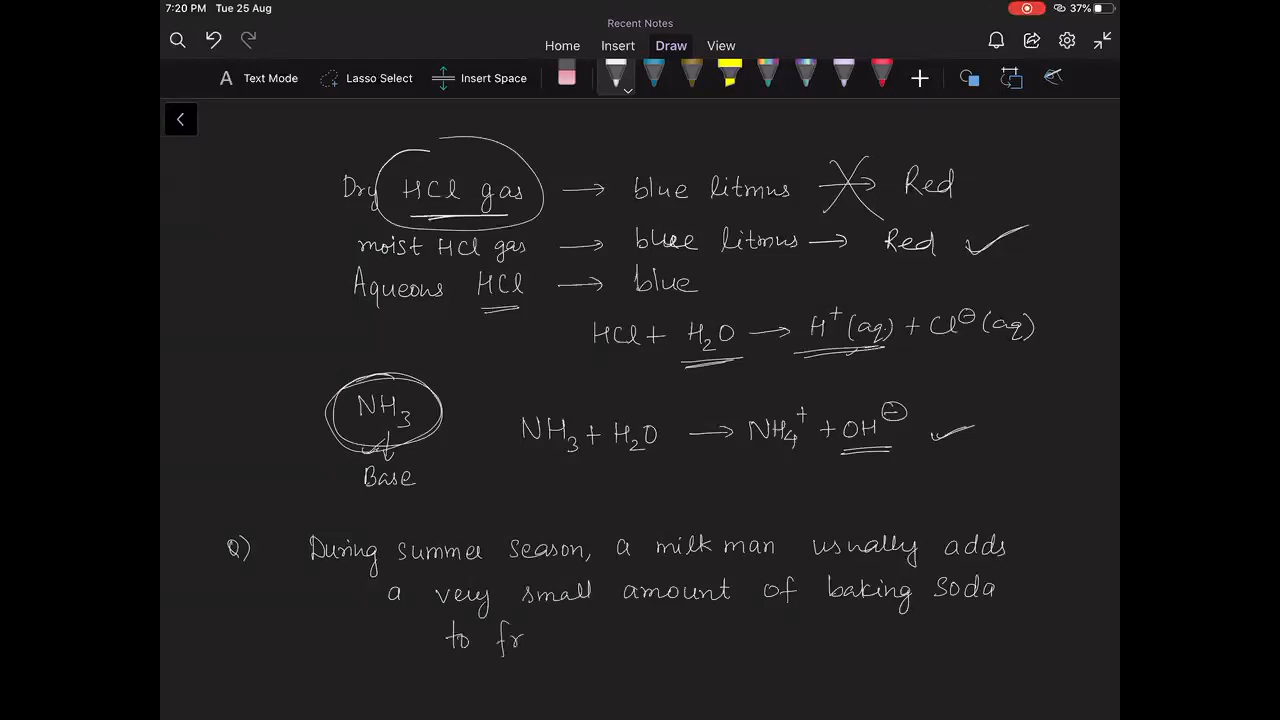 7:20 PM Tue 25 Aug
37%
Recent Notes
Home Insert Draw View
A Text Mode Lasso Select Insert Space
Dry HCl gas → blue litmus → Red
moist HCl gas → blue litmus → Red ✓
Aqueous HCl → blue
HCl + H₂O → H⁺(aq) + Cl⊖(aq)
NH₃
Base
NH₃ + H₂O → NH₄⁺ + OH⊖ ✓
Q) During summer season, a milk man usually adds
a very small amount of baking soda
to fr